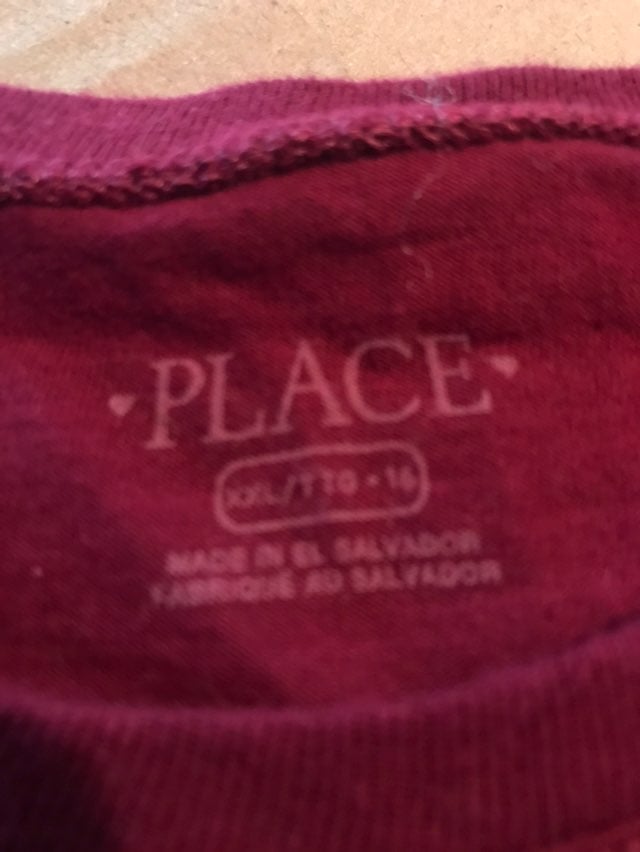 PLACE
XXL/TTG • 16
MADE IN EL SALVADOR
FABRIQUÉ AU SALVADOR